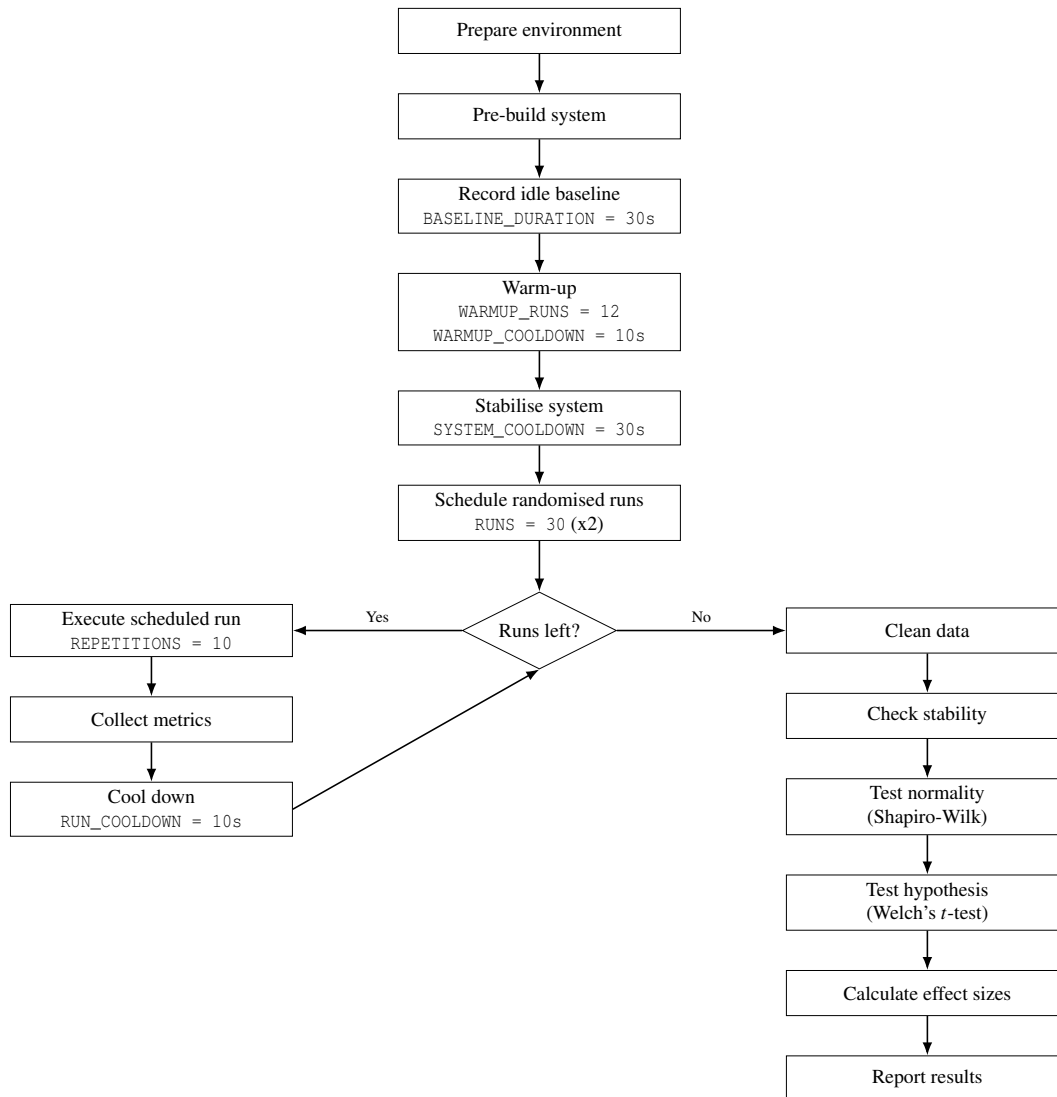 Prepare environment
Pre-build system
Record idle baseline
BASELINE_DURATION = 30s
Warm-up
WARMUP_RUNS = 12
WARMUP_COOLDOWN = 10s
Stabilise system
SYSTEM_COOLDOWN = 30s
Schedule randomised runs
RUNS = 30 (x2)
Runs left?
Yes
No
Execute scheduled run
REPETITIONS = 10
Collect metrics
Cool down
RUN_COOLDOWN = 10s
Clean data
Check stability
Test normality
(Shapiro-Wilk)
Test hypothesis
(Welch's t-test)
Calculate effect sizes
Report results